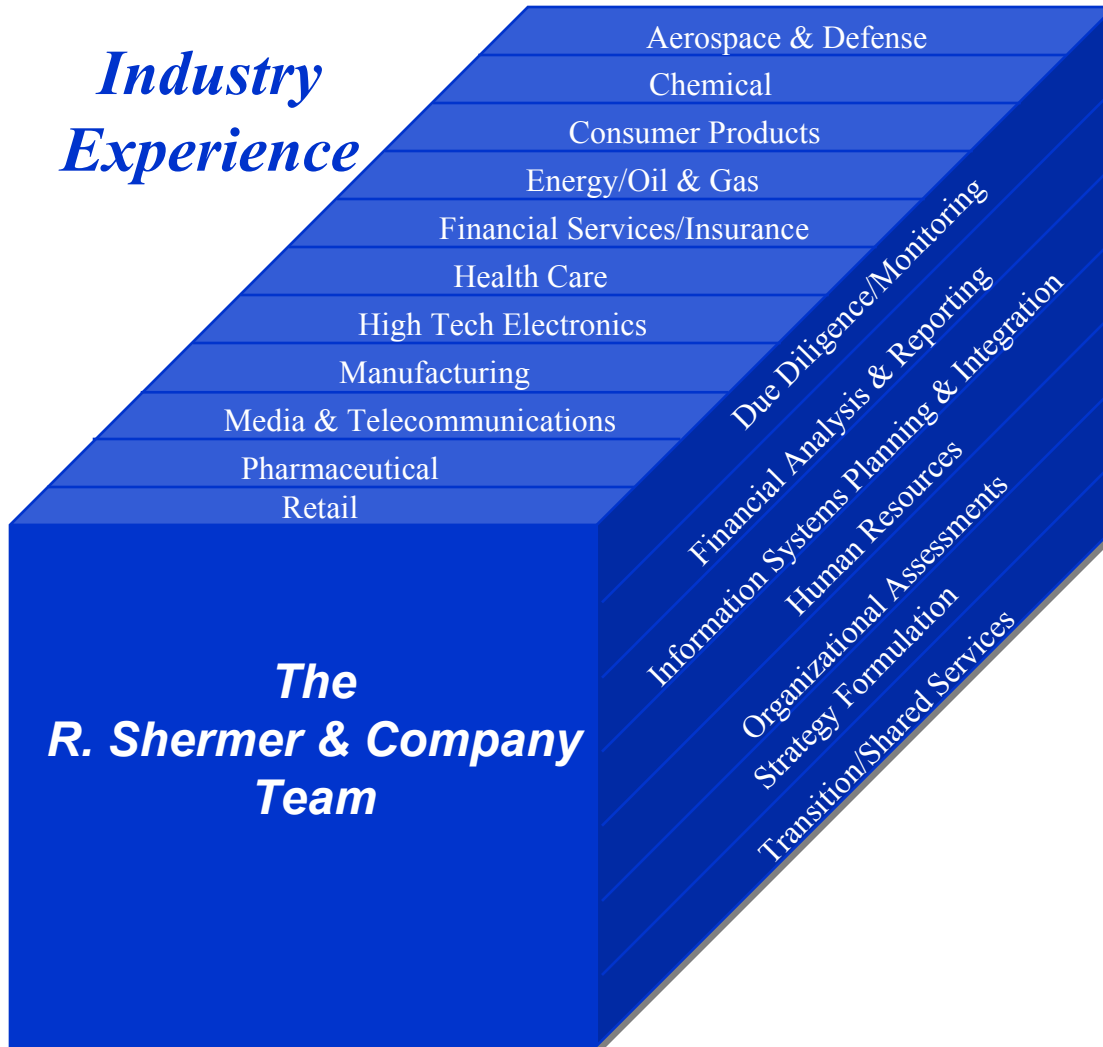 Industry
Experience
Aerospace & Defense
Chemical
Consumer Products
Energy/Oil & Gas
Financial Services/Insurance
Health Care
High Tech Electronics
Manufacturing
Media & Telecommunications
Pharmaceutical
Retail
Due Diligence/Monitoring
Financial Analysis & Reporting
Information Systems Planning & Integration
Human Resources
Organizational Assessments
Strategy Formulation
Transition/Shared Services
The
R. Shermer & Company
Team